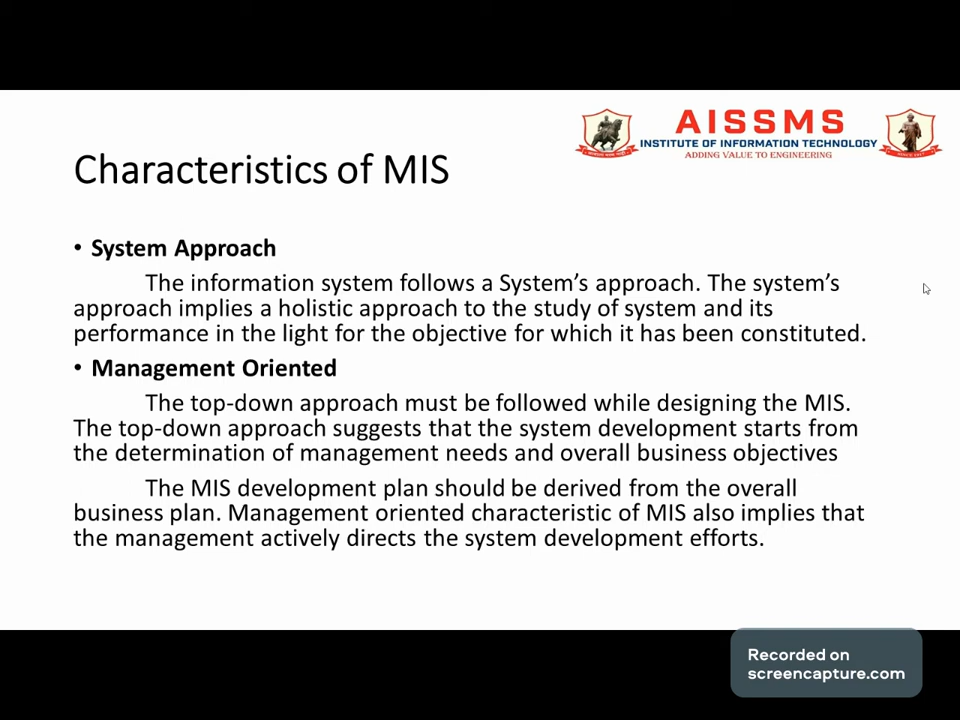 AISSMS
INSTITUTE OF INFORMATION TECHNOLOGY
ADDING VALUE TO ENGINEERING
Characteristics of MIS
• System Approach
The information system follows a System's approach. The system's
approach implies a holistic approach to the study of system and its
performance in the light for the objective for which it has been constituted.
• Management Oriented
The top-down approach must be followed while designing the MIS.
The top-down approach suggests that the system development starts from
the determination of management needs and overall business objectives
The MIS development plan should be derived from the overall
business plan. Management oriented characteristic of MIS also implies that
the management actively directs the system development efforts.
Recorded on
screencapture.com